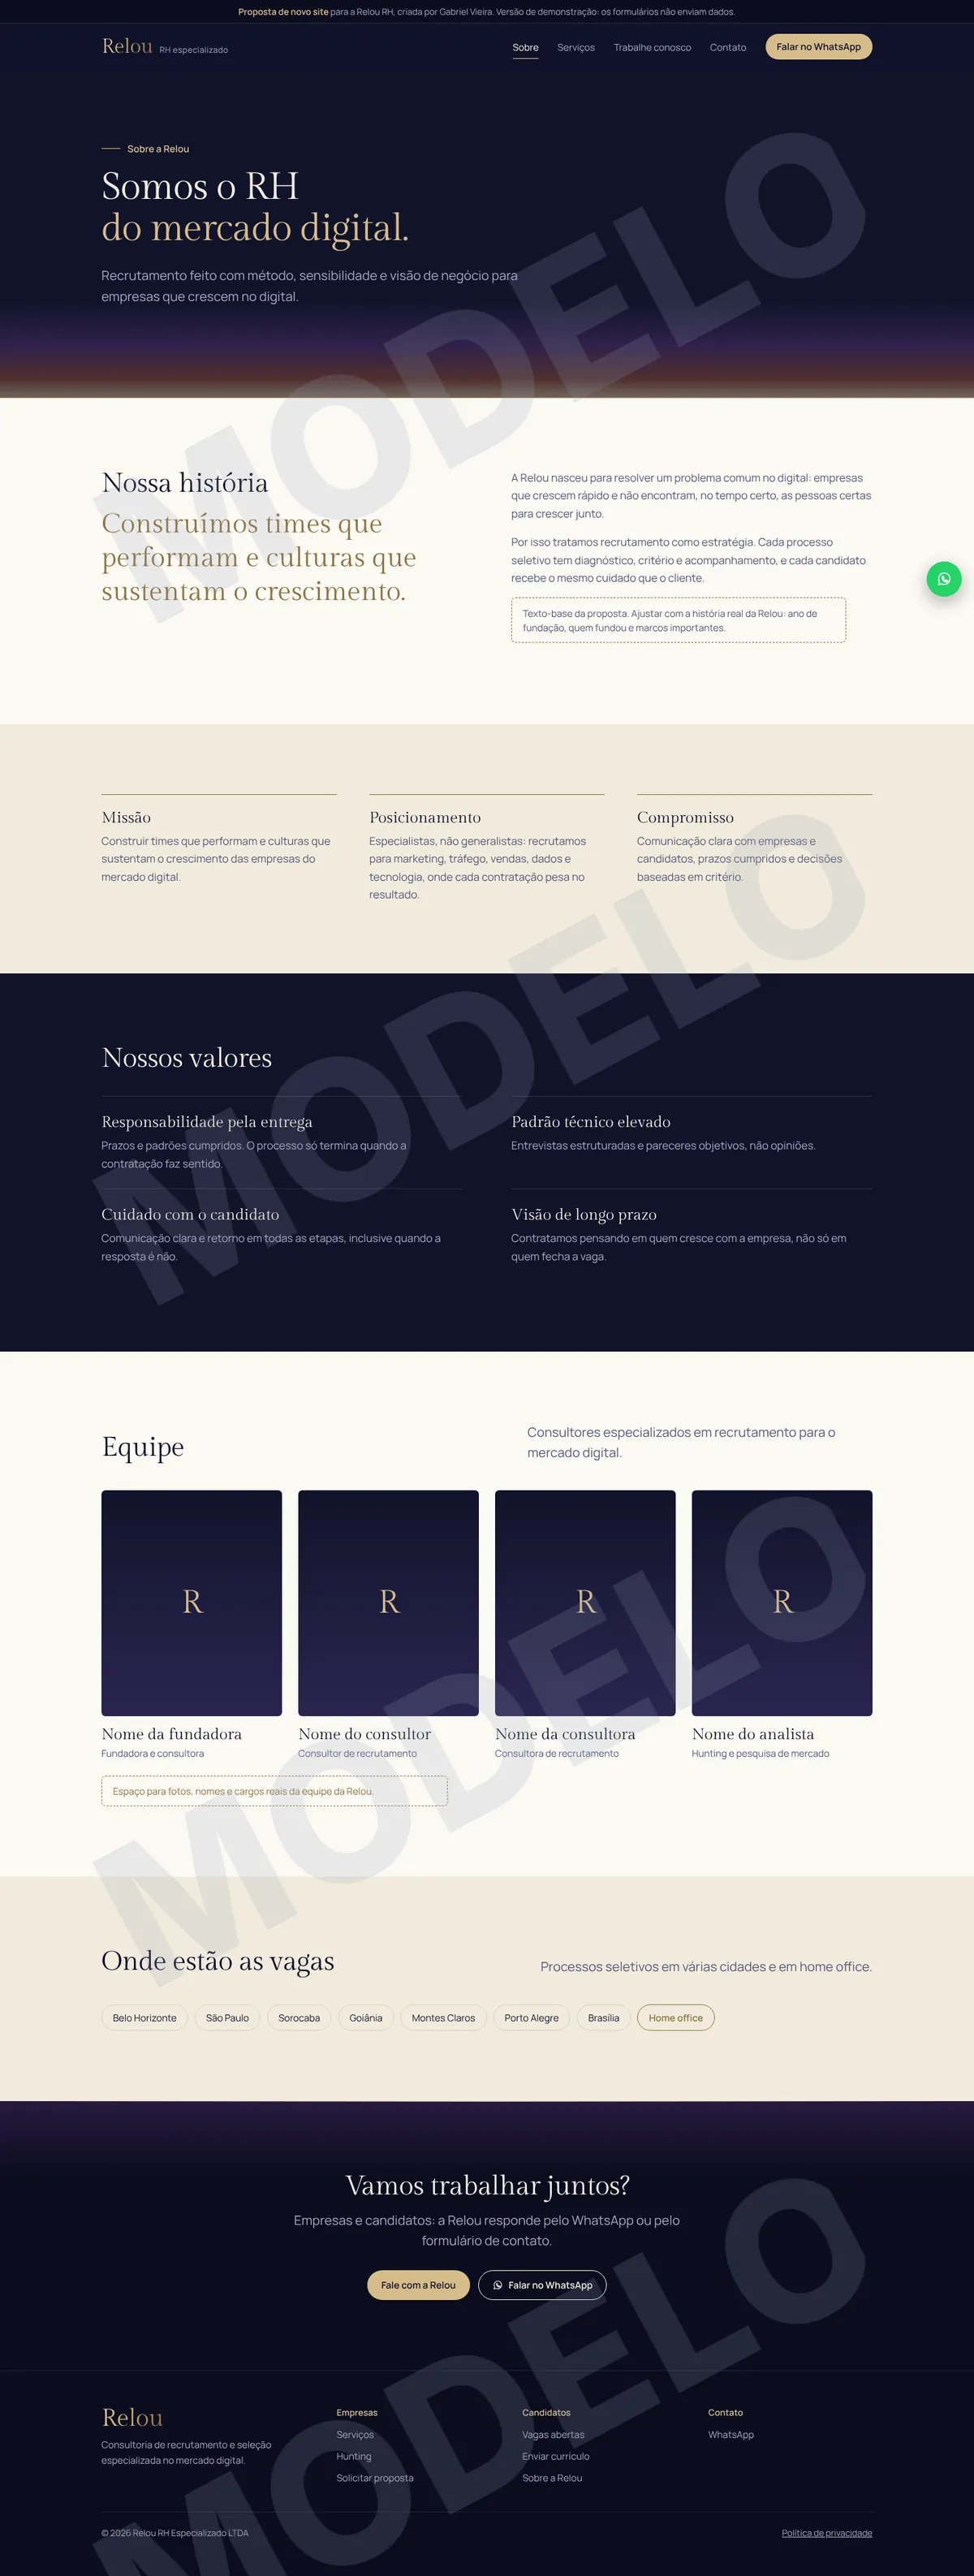 Proposta de novo site para a Relou RH, criada por Gabriel Vieira. Versão de demonstração: os formulários não enviam dados.
Relou RH especializado
Sobre Serviços Trabalhe conosco Contato Falar no WhatsApp
Sobre a Relou
Somos o RH
do mercado digital.
Recrutamento feito com método, sensibilidade e visão de negócio para
empresas que crescem no digital.
MODELO
Nossa história
Construímos times que
performam e culturas que
sustentam o crescimento.
A Relou nasceu para resolver um problema comum no digital: empresas
que crescem rápido e não encontram, no tempo certo, as pessoas certas
para crescer junto.
Por isso tratamos recrutamento como estratégia. Cada processo
seletivo tem diagnóstico, critério e acompanhamento, e cada candidato
recebe o mesmo cuidado que o cliente.
Texto-base da proposta. Ajustar com a história real da Relou: ano de
fundação, quem fundou e marcos importantes.
Missão
Construir times que performam e culturas que
sustentam o crescimento das empresas do
mercado digital.
Posicionamento
Especialistas, não generalistas: recrutamos
para marketing, tráfego, vendas, dados e
tecnologia, onde cada contratação pesa no
resultado.
Compromisso
Comunicação clara com empresas e
candidatos, prazos cumpridos e decisões
baseadas em critério.
MODELO
Nossos valores
Responsabilidade pela entrega
Prazos e padrões cumpridos. O processo só termina quando a
contratação faz sentido.
Padrão técnico elevado
Entrevistas estruturadas e pareceres objetivos, não opiniões.
Cuidado com o candidato
Comunicação clara e retorno em todas as etapas, inclusive quando a
resposta é não.
Visão de longo prazo
Contratamos pensando em quem cresce com a empresa, não só em
quem fecha a vaga.
Equipe
Consultores especializados em recrutamento para o
mercado digital.
R
R
R
R
Nome da fundadora
Fundadora e consultora
Nome do consultor
Consultor de recrutamento
Nome da consultora
Consultora de recrutamento
Nome do analista
Hunting e pesquisa de mercado
Espaço para fotos, nomes e cargos reais da equipe da Relou.
MODELO
Onde estão as vagas
Processos seletivos em várias cidades e em home office.
Belo Horizonte São Paulo Sorocaba Goiânia Montes Claros Porto Alegre Brasília Home office
Vamos trabalhar juntos?
Empresas e candidatos: a Relou responde pelo WhatsApp ou pelo
formulário de contato.
Fale com a Relou Falar no WhatsApp
MODELO
Relou
Consultoria de recrutamento e seleção
especializada no mercado digital.
Empresas
Serviços
Hunting
Solicitar proposta
Candidatos
Vagas abertas
Enviar currículo
Sobre a Relou
Contato
WhatsApp
© 2026 Relou RH Especializado LTDA
Política de privacidade